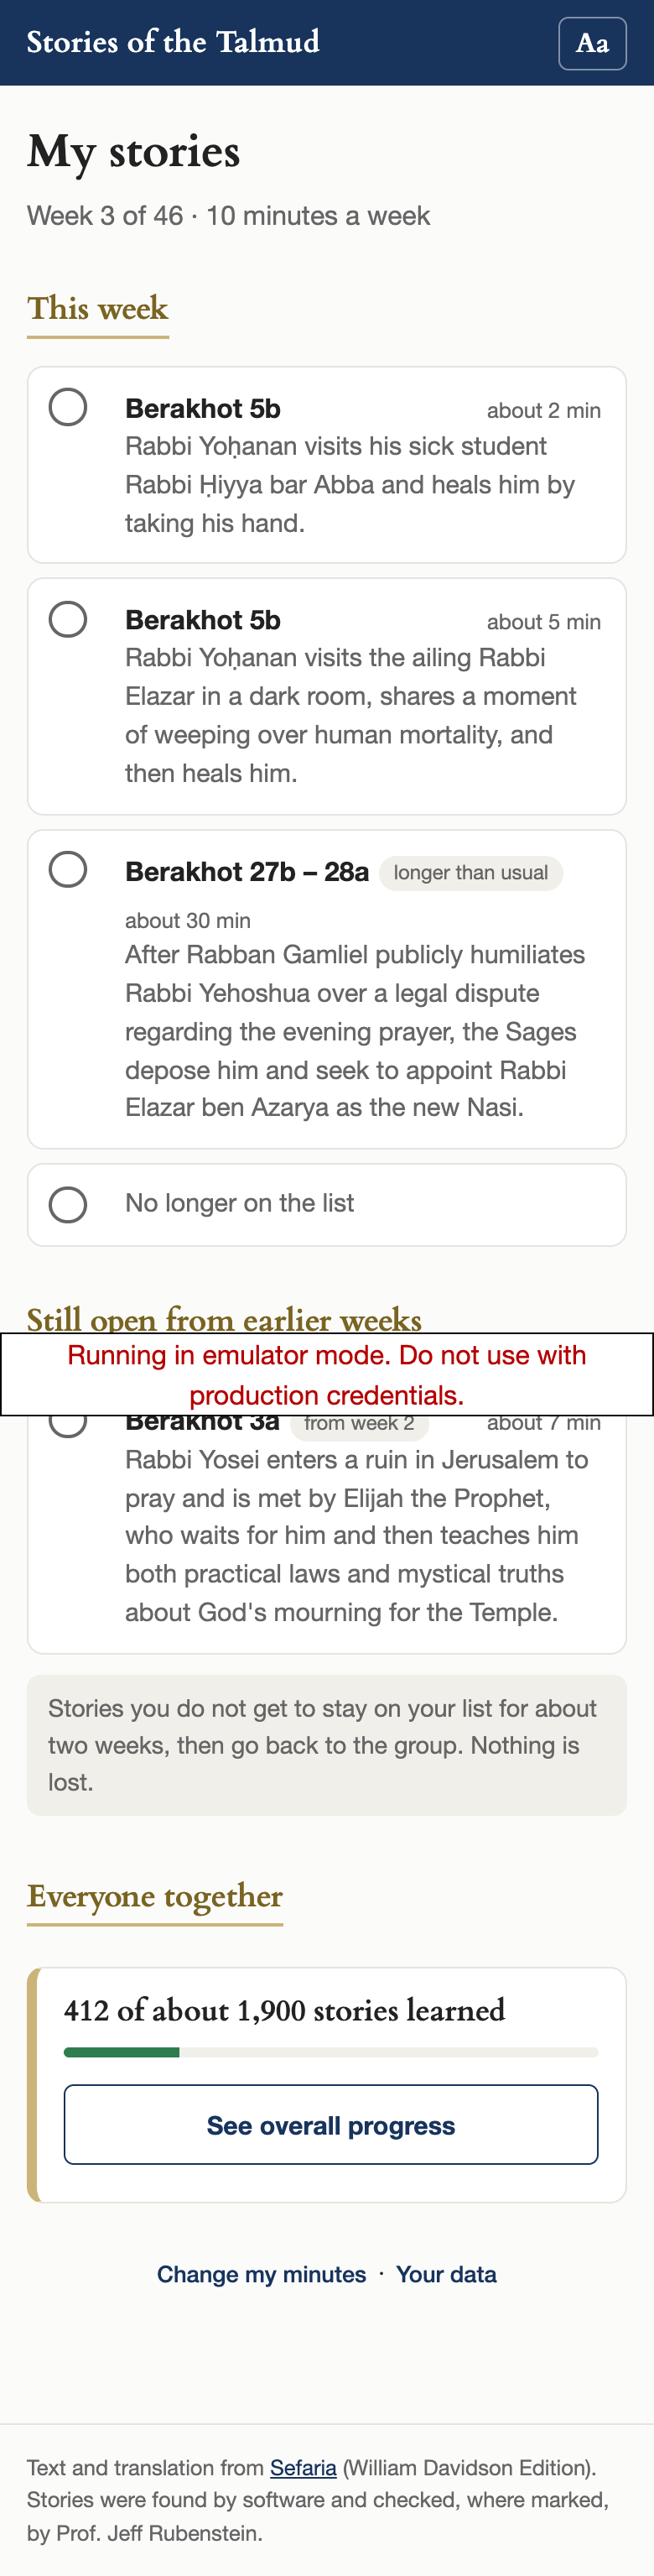 Stories of the Talmud
Aa
My stories
Week 3 of 46 · 10 minutes a week
This week
Berakhot 5b about 2 min
Rabbi Yoḥanan visits his sick student
Rabbi Ḥiyya bar Abba and heals him by
taking his hand.
Berakhot 5b about 5 min
Rabbi Yoḥanan visits the ailing Rabbi
Elazar in a dark room, shares a moment
of weeping over human mortality, and
then heals him.
Berakhot 27b – 28a longer than usual
about 30 min
After Rabban Gamliel publicly humiliates
Rabbi Yehoshua over a legal dispute
regarding the evening prayer, the Sages
depose him and seek to appoint Rabbi
Elazar ben Azarya as the new Nasi.
No longer on the list
Still open from earlier weeks
Running in emulator mode. Do not use with
production credentials.
Berakhot 3a from week 2 about 7 min
Rabbi Yosei enters a ruin in Jerusalem to
pray and is met by Elijah the Prophet,
who waits for him and then teaches him
both practical laws and mystical truths
about God's mourning for the Temple.
Stories you do not get to stay on your list for about
two weeks, then go back to the group. Nothing is
lost.
Everyone together
412 of about 1,900 stories learned
See overall progress
Change my minutes · Your data
Text and translation from Sefaria (William Davidson Edition).
Stories were found by software and checked, where marked,
by Prof. Jeff Rubenstein.